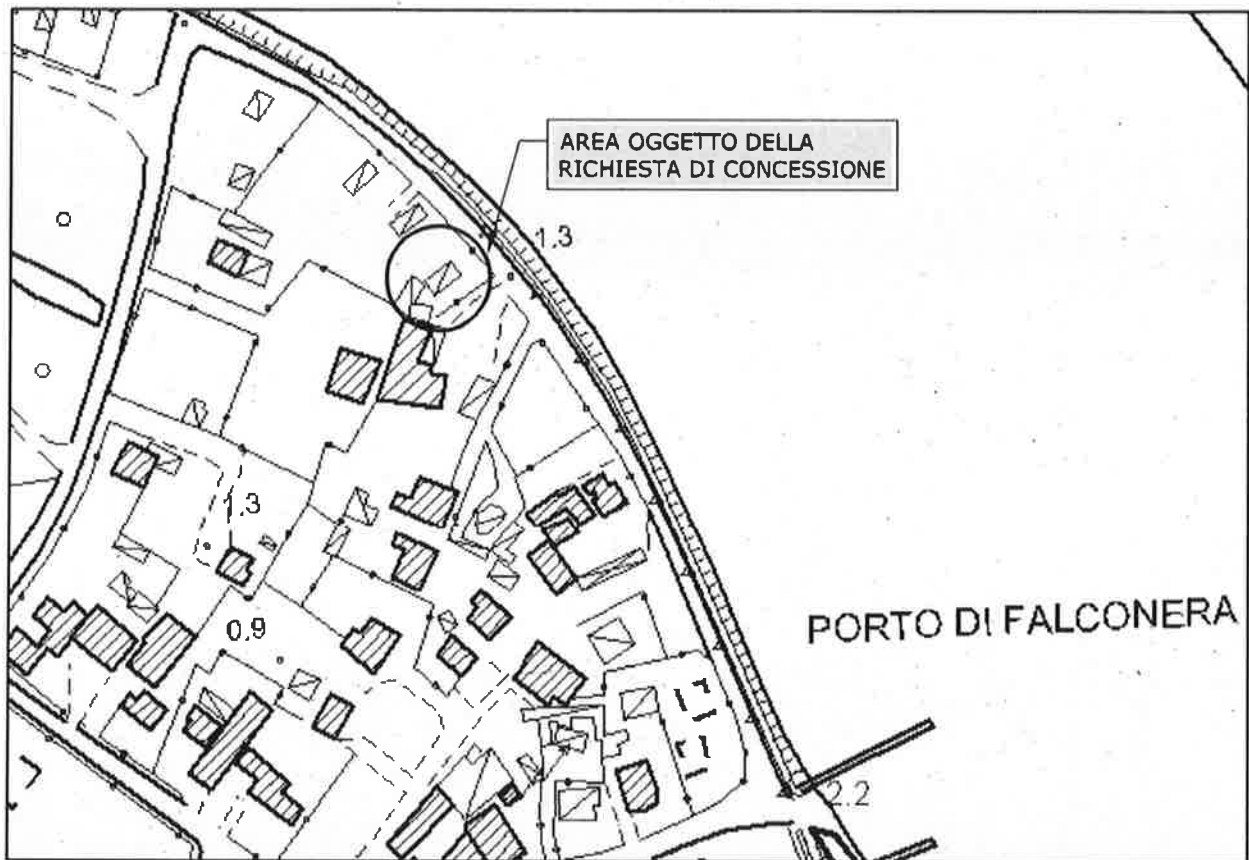 AREA OGGETTO DELLA
RICHIESTA DI CONCESSIONE
1.3
1.3
PORTO DI FALCONERA
0.9
2.2